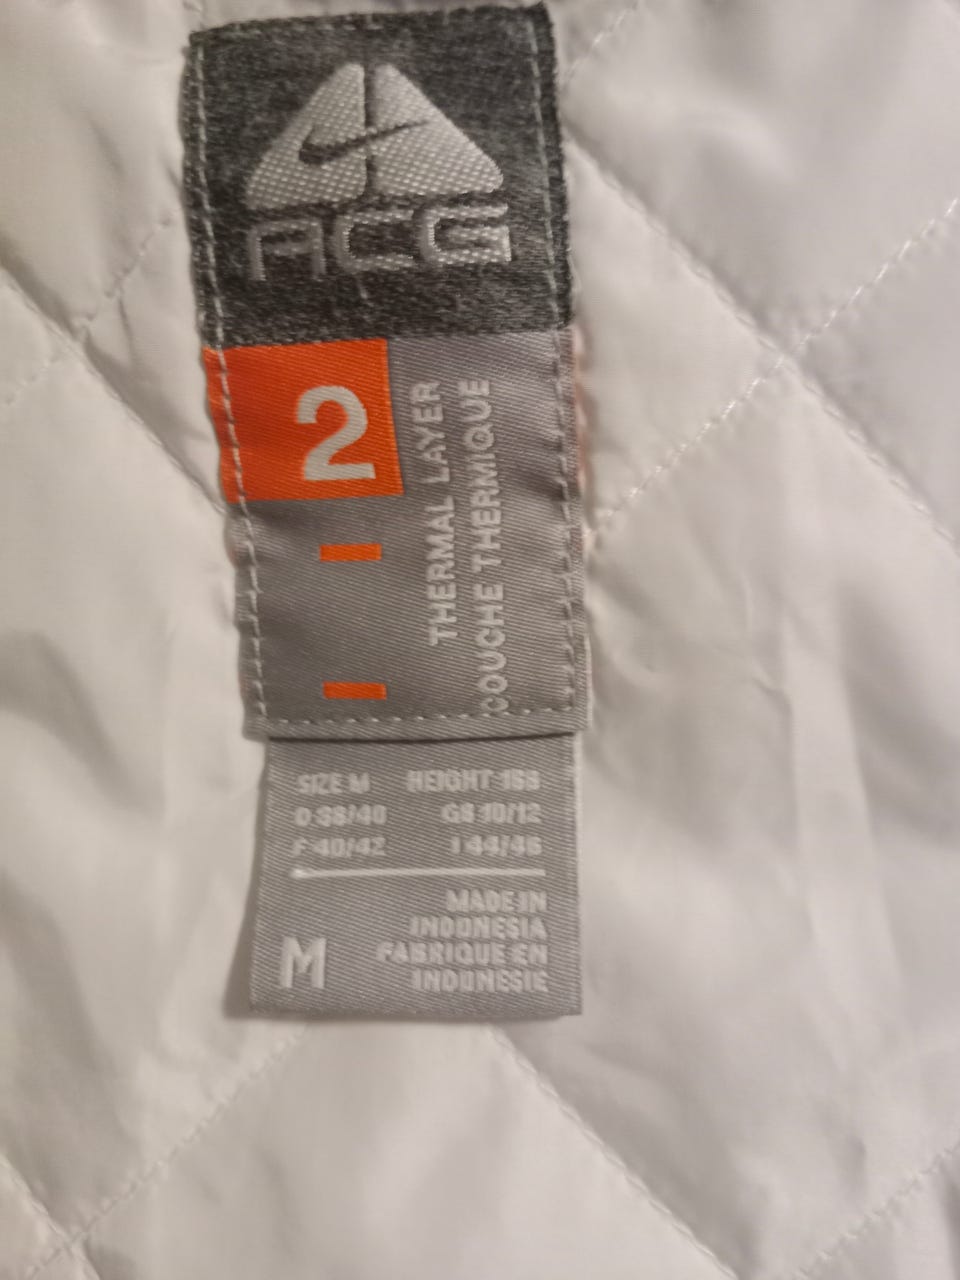 ACG
2
THERMAL LAYER
COUCHE THERMIQUE
SIZE M HEIGHT 168
D 38/40 GB 10/12
F 40/42 I 44/46
MADE IN
INDONESIA
FABRIQUE EN
INDONESIE
M